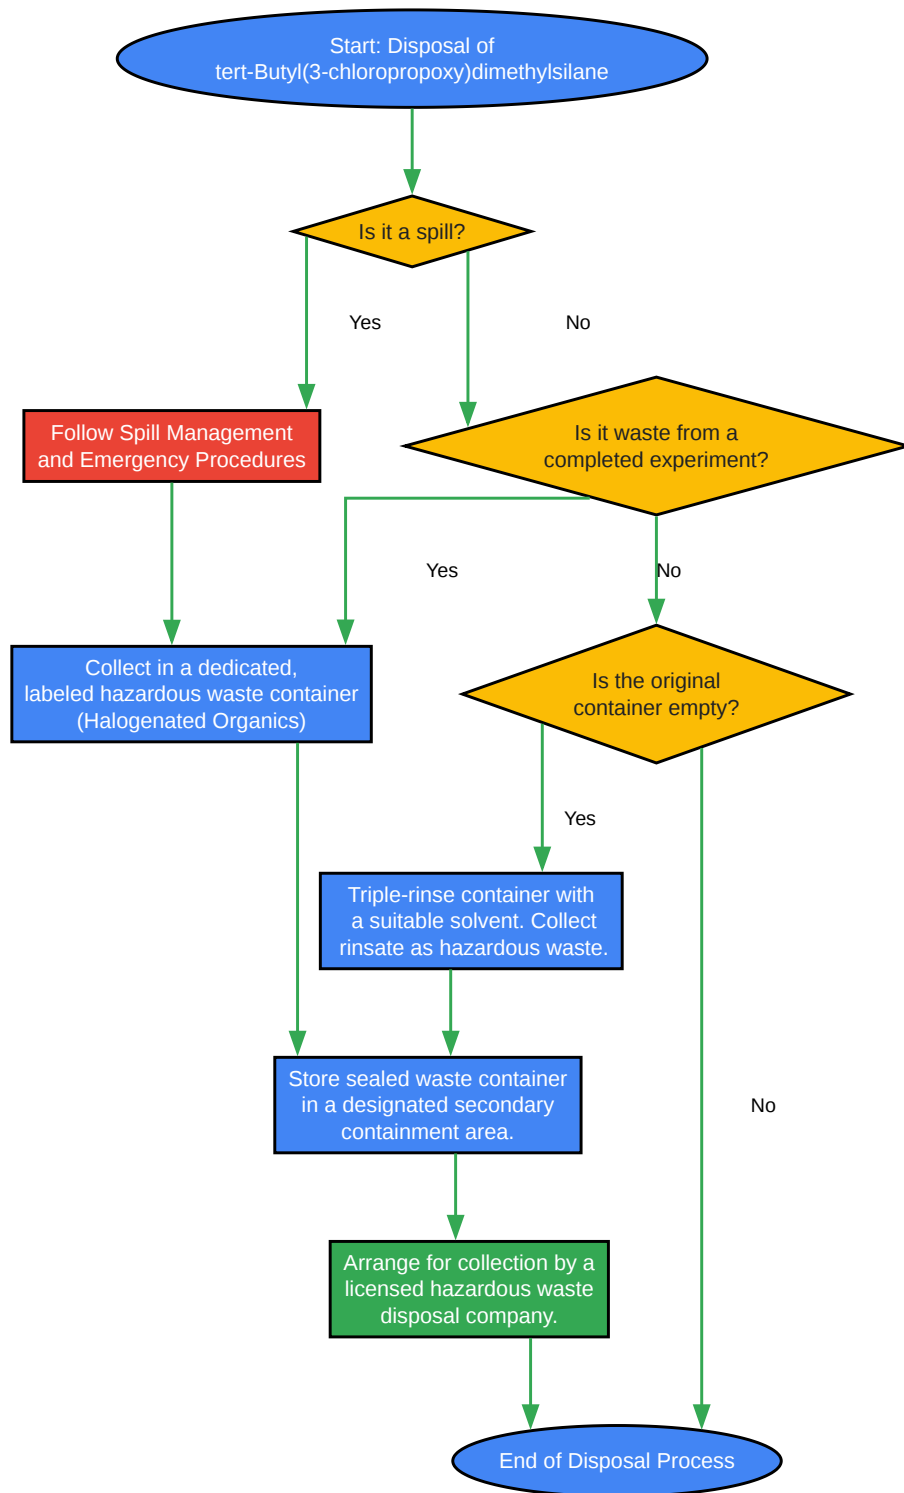 Start: Disposal of
tert-Butyl(3-chloropropoxy)dimethylsilane
Is it a spill?
Yes
No
Follow Spill Management
and Emergency Procedures
Is it waste from a
completed experiment?
Yes
No
Collect in a dedicated,
labeled hazardous waste container
(Halogenated Organics)
Is the original
container empty?
Yes
Triple-rinse container with
a suitable solvent. Collect
rinsate as hazardous waste.
Store sealed waste container
in a designated secondary
containment area.
No
Arrange for collection by a
licensed hazardous waste
disposal company.
End of Disposal Process